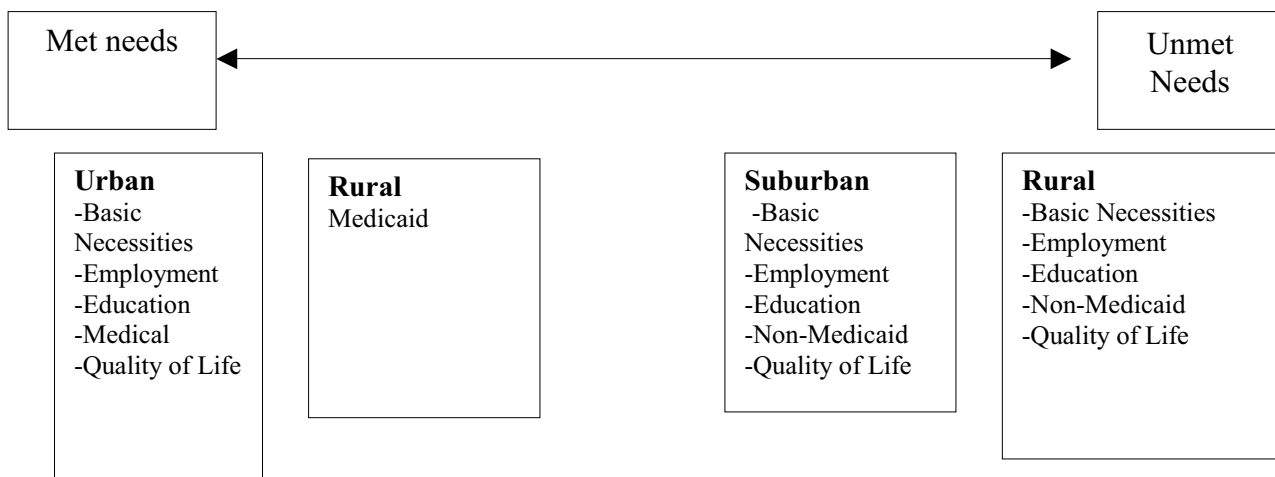 Met needs
Unmet
Needs
Urban
-Basic
Necessities
-Employment
-Education
-Medical
-Quality of Life
Rural
Medicaid
Suburban
-Basic
Necessities
-Employment
-Education
-Non-Medicaid
-Quality of Life
Rural
-Basic Necessities
-Employment
-Education
-Non-Medicaid
-Quality of Life